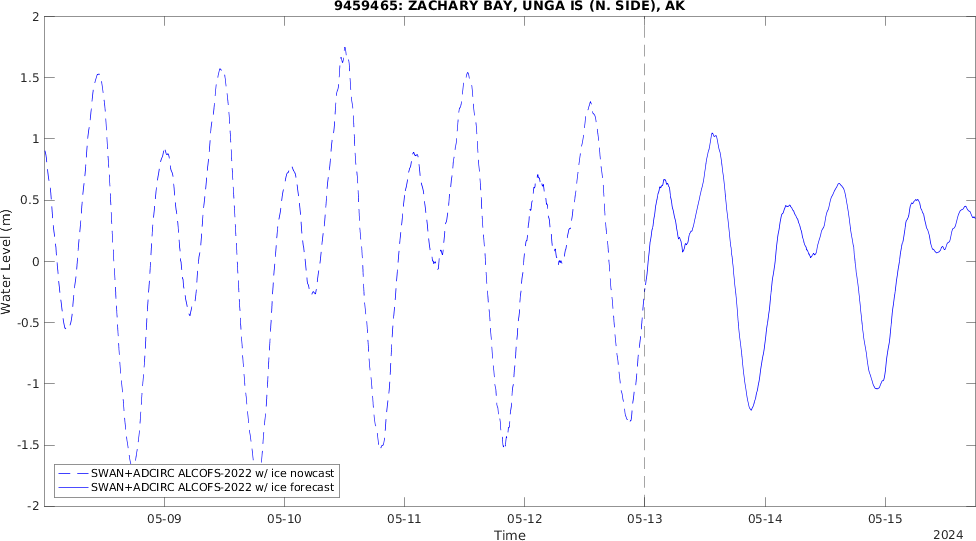 9459465: ZACHARY BAY, UNGA IS (N. SIDE), AK
2
1.5
1
0.5
0
-0.5
-1
-1.5
-2
Water Level (m)
SWAN+ADCIRC ALCOFS-2022 w/ ice nowcast
SWAN+ADCIRC ALCOFS-2022 w/ ice forecast
05-09 05-10 05-11 05-12 05-13 05-14 05-15
Time
2024